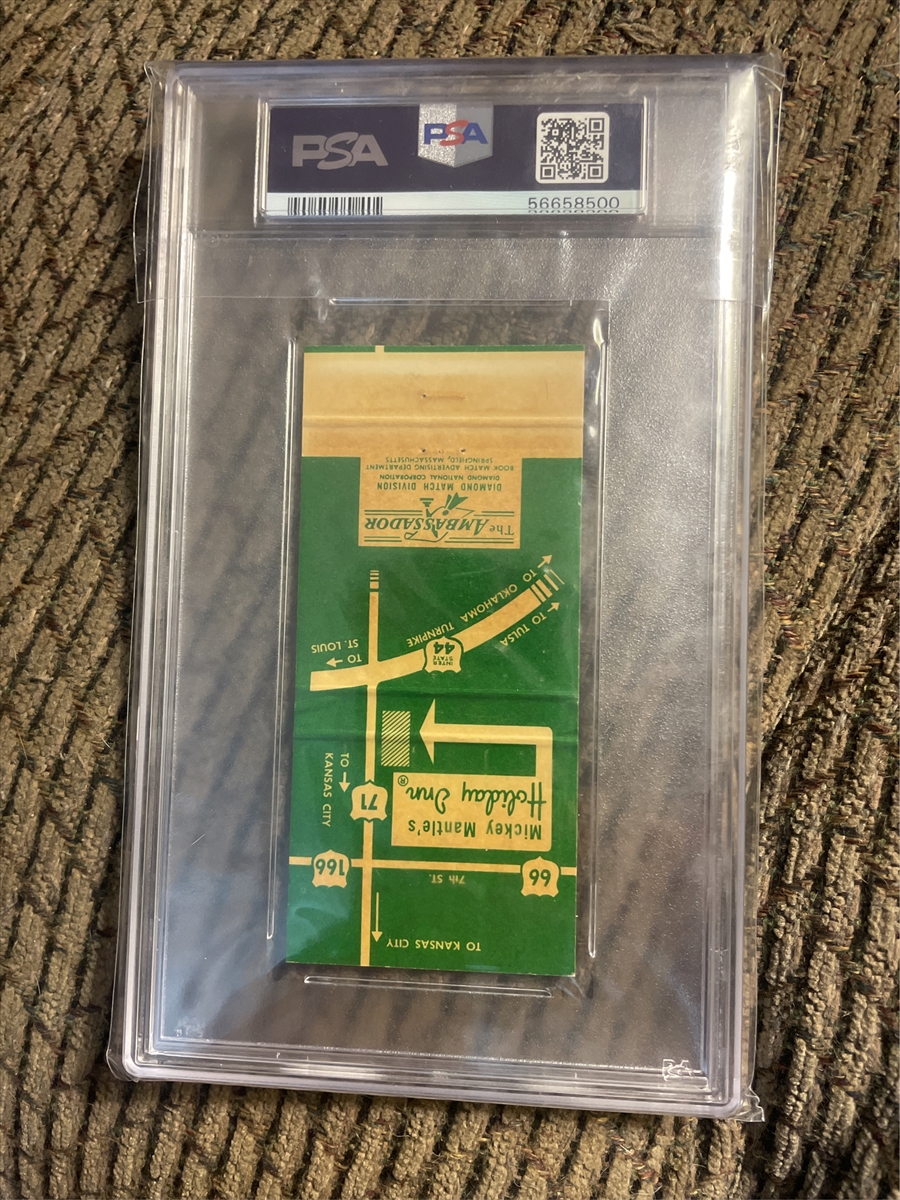 PSA
PSA
56658500
The AMBASSADOR
DIAMOND MATCH DIVISION
DIAMOND NATIONAL CORPORATION
BOOK MATCH ADVERTISING DEPARTMENT
SPRINGFIELD, MASSACHUSETTS
TO KANSAS CITY
66
7th ST.
166
Mickey Mantle's
Holiday Inn®
71
TO
KANSAS CITY
TO
ST. LOUIS
INTER
STATE
44
TURNPIKE
TO OKLAHOMA
TO TULSA